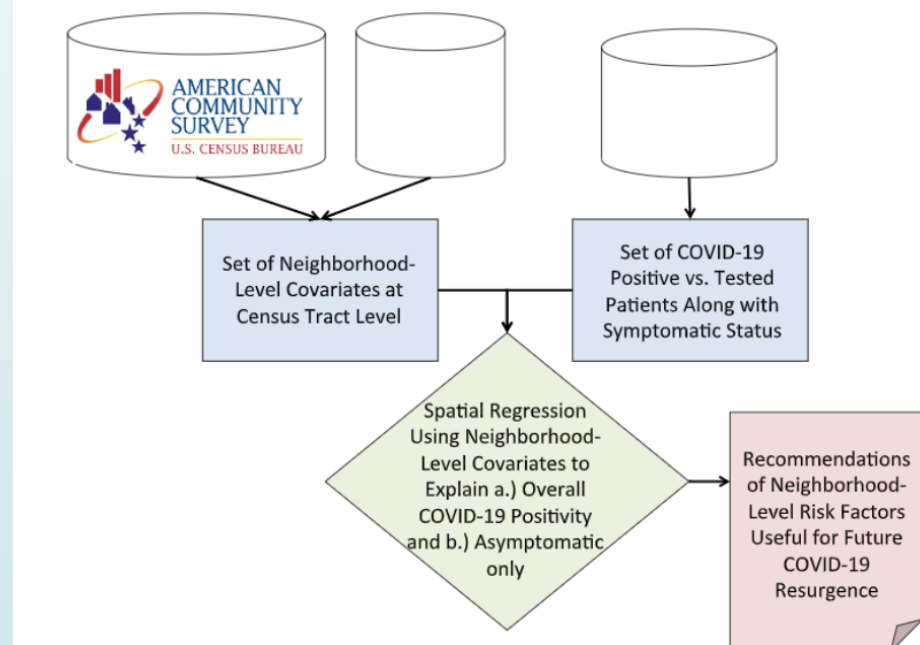 AMERICAN
COMMUNITY
SURVEY
U.S. CENSUS BUREAU
Set of Neighborhood-
Level Covariates at
Census Tract Level
Set of COVID-19
Positive vs. Tested
Patients Along with
Symptomatic Status
Spatial Regression
Using Neighborhood-
Level Covariates to
Explain a.) Overall
COVID-19 Positivity
and b.) Asymptomatic
only
Recommendations
of Neighborhood-
Level Risk Factors
Useful for Future
COVID-19
Resurgence